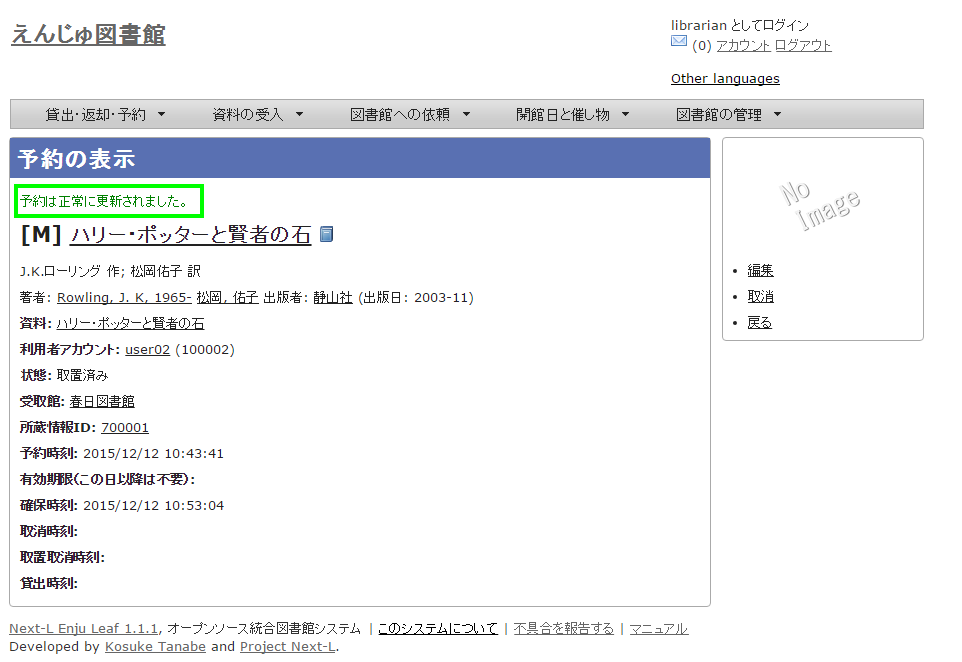 えんじゅ図書館
librarian としてログイン
(0) アカウント ログアウト
Other languages
貸出・返却・予約 ▼ 資料の受入 ▼ 図書館への依頼 ▼ 開館日と催し物 ▼ 図書館の管理 ▼
予約の表示
予約は正常に更新されました。
[M] ハリー・ポッターと賢者の石
J.K.ローリング 作; 松岡佑子 訳
著者: Rowling, J. K, 1965- 松岡, 佑子 出版者: 静山社 (出版日: 2003-11)
資料: ハリー・ポッターと賢者の石
利用者アカウント: user02 (100002)
状態: 取置済み
受取館: 春日図書館
所蔵情報ID: 700001
予約時刻: 2015/12/12 10:43:41
有効期限(この日以降は不要):
確保時刻: 2015/12/12 10:53:04
取消時刻:
取置取消時刻:
貸出時刻:
No
Image
• 編集
• 取消
• 戻る
Next-L Enju Leaf 1.1.1, オープンソース統合図書館システム | このシステムについて | 不具合を報告する | マニュアル
Developed by Kosuke Tanabe and Project Next-L.